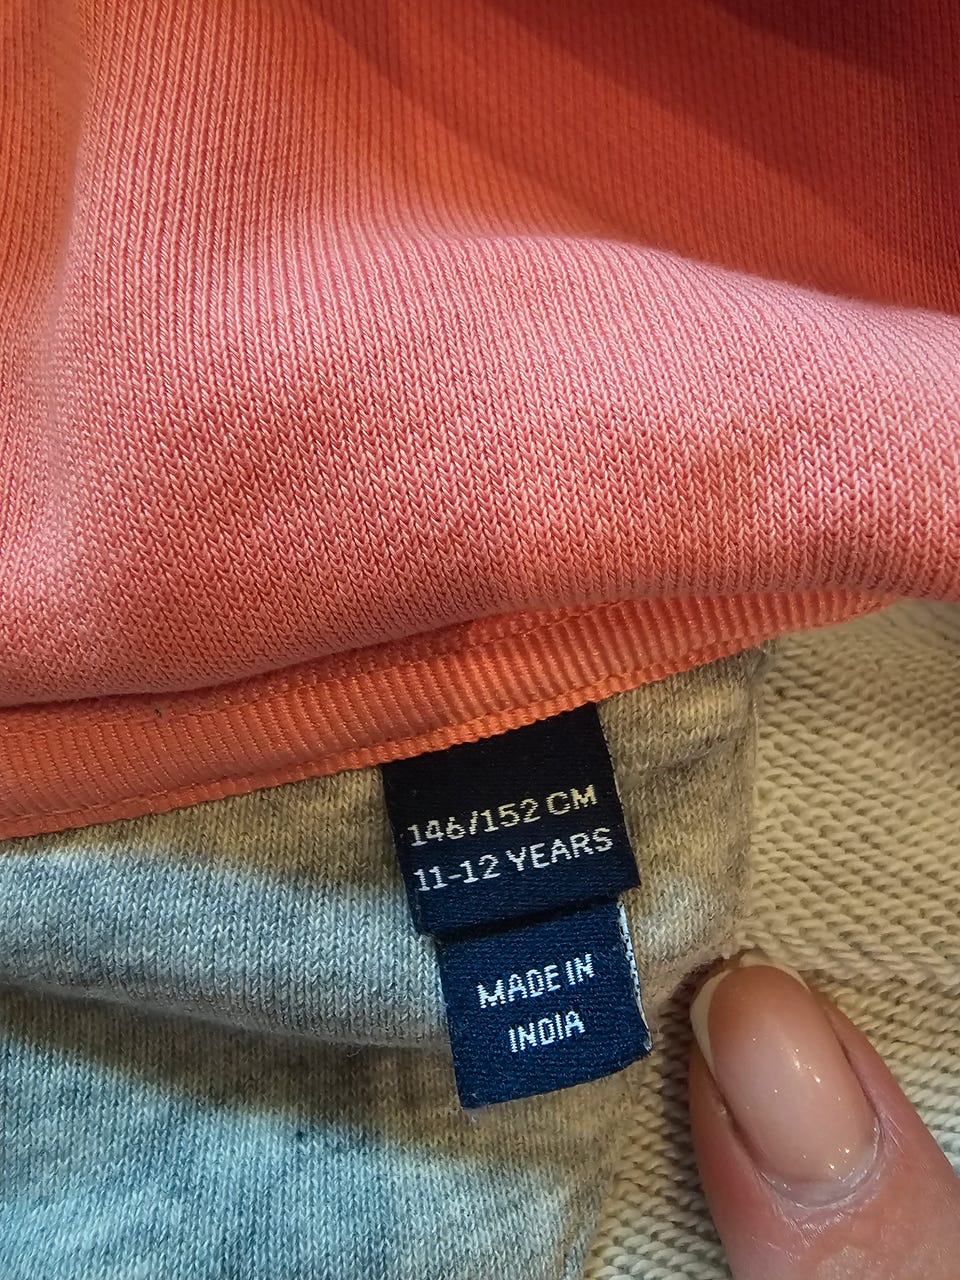 146/152 CM
11-12 YEARS
MADE IN
INDIA